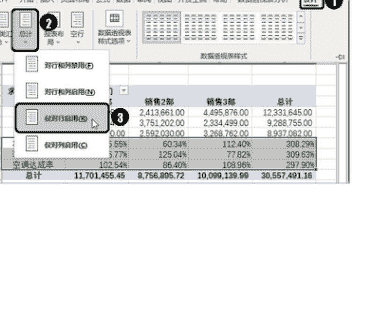 设计
1
2
总计
空行
数据透视表
样式选项
数据透视表样式
对行和列禁用(F)
对行和列启用(N)
仅对行启用(R)
3
仅对列启用(C)
销售2部 销售3部 总计
2,413,661.00 4,495,876.00 12,331,645.00
3,751,202.00 2,334,499.00 9,288,755.00
2,592,030.00 3,268,762.00 8,937,082.00
60.34% 112.40% 308.29%
125.04% 77.82% 309.63%
空调达成率 102.54% 86.40% 108.96% 297.90%
总计 11,701,455.45 8,756,895.72 10,099,139.99 30,557,491.16